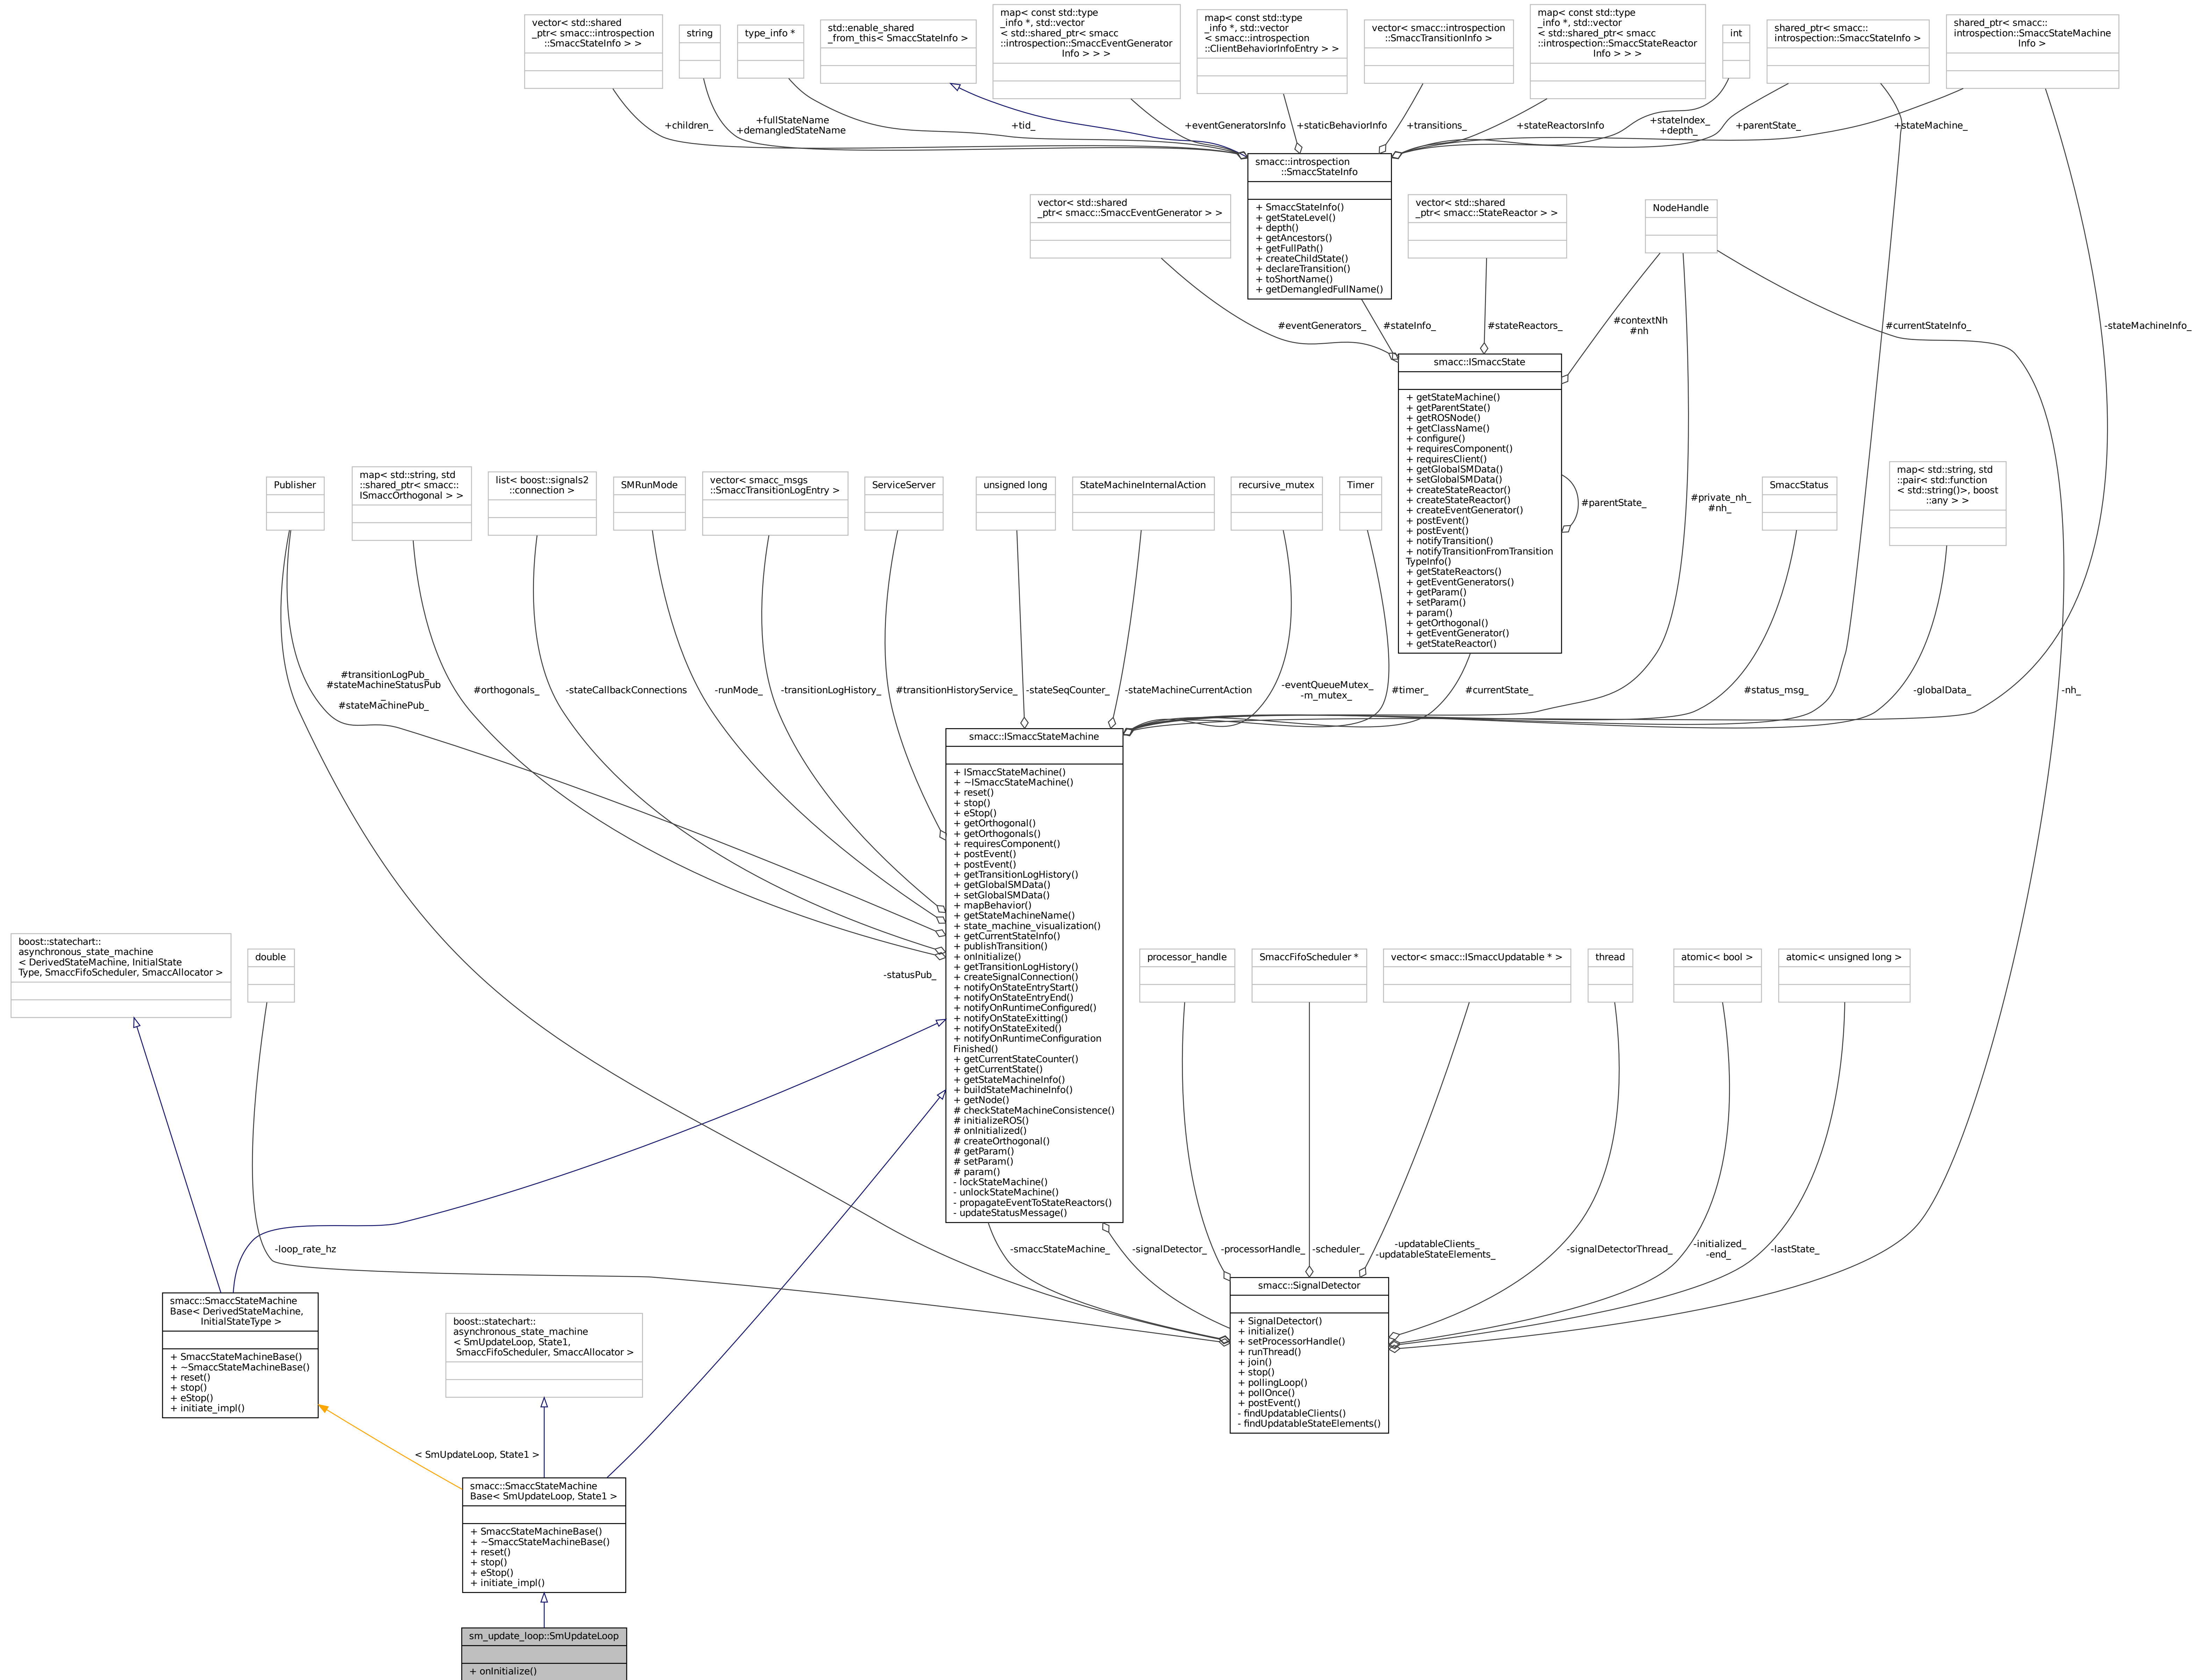 vector< std::shared
_ptr< smacc::introspection
::SmaccStateInfo > >
string
type_info *
std::enable_shared
_from_this< SmaccStateInfo >
map< const std::type
_info *, std::vector
< std::shared_ptr< smacc
::introspection::SmaccEventGenerator
Info > > >
map< const std::type
_info *, std::vector
< smacc::introspection
::ClientBehaviorInfoEntry > >
vector< smacc::introspection
::SmaccTransitionInfo >
map< const std::type
_info *, std::vector
< std::shared_ptr< smacc
::introspection::SmaccStateReactor
Info > > >
int
shared_ptr< smacc::
introspection::SmaccStateInfo >
shared_ptr< smacc::
introspection::SmaccStateMachine
Info >
+children_
+fullStateName
+demangledStateName
+tid_
+eventGeneratorsInfo
+staticBehaviorInfo
+transitions_
+stateReactorsInfo
+stateIndex_
+depth_
+parentState_
+stateMachine_
smacc::introspection
::SmaccStateInfo
+ SmaccStateInfo()
+ getStateLevel()
+ depth()
+ getAncestors()
+ getFullPath()
+ createChildState()
+ declareTransition()
+ toShortName()
+ getDemangledFullName()
vector< std::shared
_ptr< smacc::SmaccEventGenerator > >
vector< std::shared
_ptr< smacc::StateReactor > >
NodeHandle
#eventGenerators_
#stateInfo_
#stateReactors_
#contextNh
#nh
#currentStateInfo_
-stateMachineInfo_
smacc::ISmaccState
+ getStateMachine()
+ getParentState()
+ getROSNode()
+ getClassName()
+ configure()
+ requiresComponent()
+ requiresClient()
+ getGlobalSMData()
+ setGlobalSMData()
+ createStateReactor()
+ createStateReactor()
+ createEventGenerator()
+ postEvent()
+ postEvent()
+ notifyTransition()
+ notifyTransitionFromTransition
TypeInfo()
+ getStateReactors()
+ getEventGenerators()
+ getParam()
+ setParam()
+ param()
+ getOrthogonal()
+ getEventGenerator()
+ getStateReactor()
#parentState_
#private_nh_
#nh_
Publisher
map< std::string, std
::shared_ptr< smacc::
ISmaccOrthogonal > >
list< boost::signals2
::connection >
SMRunMode
vector< smacc_msgs
::SmaccTransitionLogEntry >
ServiceServer
unsigned long
StateMachineInternalAction
recursive_mutex
Timer
SmaccStatus
map< std::string, std
::pair< std::function
< std::string()>, boost
::any > >
#transitionLogPub_
#stateMachineStatusPub
_
#stateMachinePub_
#orthogonals_
-stateCallbackConnections
-runMode_
-transitionLogHistory_
#transitionHistoryService_
-stateSeqCounter_
-stateMachineCurrentAction
-eventQueueMutex_
-m_mutex_
#timer_
#currentState_
#status_msg_
-globalData_
-nh_
smacc::ISmaccStateMachine
+ ISmaccStateMachine()
+ ~ISmaccStateMachine()
+ reset()
+ stop()
+ eStop()
+ getOrthogonal()
+ getOrthogonals()
+ requiresComponent()
+ postEvent()
+ postEvent()
+ getTransitionLogHistory()
+ getGlobalSMData()
+ setGlobalSMData()
+ mapBehavior()
+ getStateMachineName()
+ state_machine_visualization()
+ getCurrentStateInfo()
+ publishTransition()
+ onInitialize()
+ getTransitionLogHistory()
+ createSignalConnection()
+ notifyOnStateEntryStart()
+ notifyOnStateEntryEnd()
+ notifyOnRuntimeConfigured()
+ notifyOnStateExitting()
+ notifyOnStateExited()
+ notifyOnRuntimeConfiguration
Finished()
+ getCurrentStateCounter()
+ getCurrentState()
+ getStateMachineInfo()
+ buildStateMachineInfo()
+ getNode()
# checkStateMachineConsistence()
# initializeROS()
# onInitialized()
# createOrthogonal()
# getParam()
# setParam()
# param()
- lockStateMachine()
- unlockStateMachine()
- propagateEventToStateReactors()
- updateStatusMessage()
boost::statechart::
asynchronous_state_machine
< DerivedStateMachine, InitialState
Type, SmaccFifoScheduler, SmaccAllocator >
double
-statusPub_
processor_handle
SmaccFifoScheduler *
vector< smacc::ISmaccUpdatable * >
thread
atomic< bool >
atomic< unsigned long >
-loop_rate_hz
-smaccStateMachine_
-signalDetector_
-processorHandle_
-scheduler_
-updatableClients_
-updatableStateElements_
-signalDetectorThread_
-initialized_
-end_
-lastState_
smacc::SignalDetector
+ SignalDetector()
+ initialize()
+ setProcessorHandle()
+ runThread()
+ join()
+ stop()
+ pollingLoop()
+ pollOnce()
+ postEvent()
- findUpdatableClients()
- findUpdatableStateElements()
smacc::SmaccStateMachine
Base< DerivedStateMachine,
InitialStateType >
+ SmaccStateMachineBase()
+ ~SmaccStateMachineBase()
+ reset()
+ stop()
+ eStop()
+ initiate_impl()
boost::statechart::
asynchronous_state_machine
< SmUpdateLoop, State1,
SmaccFifoScheduler, SmaccAllocator >
< SmUpdateLoop, State1 >
smacc::SmaccStateMachine
Base< SmUpdateLoop, State1 >
+ SmaccStateMachineBase()
+ ~SmaccStateMachineBase()
+ reset()
+ stop()
+ eStop()
+ initiate_impl()
sm_update_loop::SmUpdateLoop
+ onInitialize()